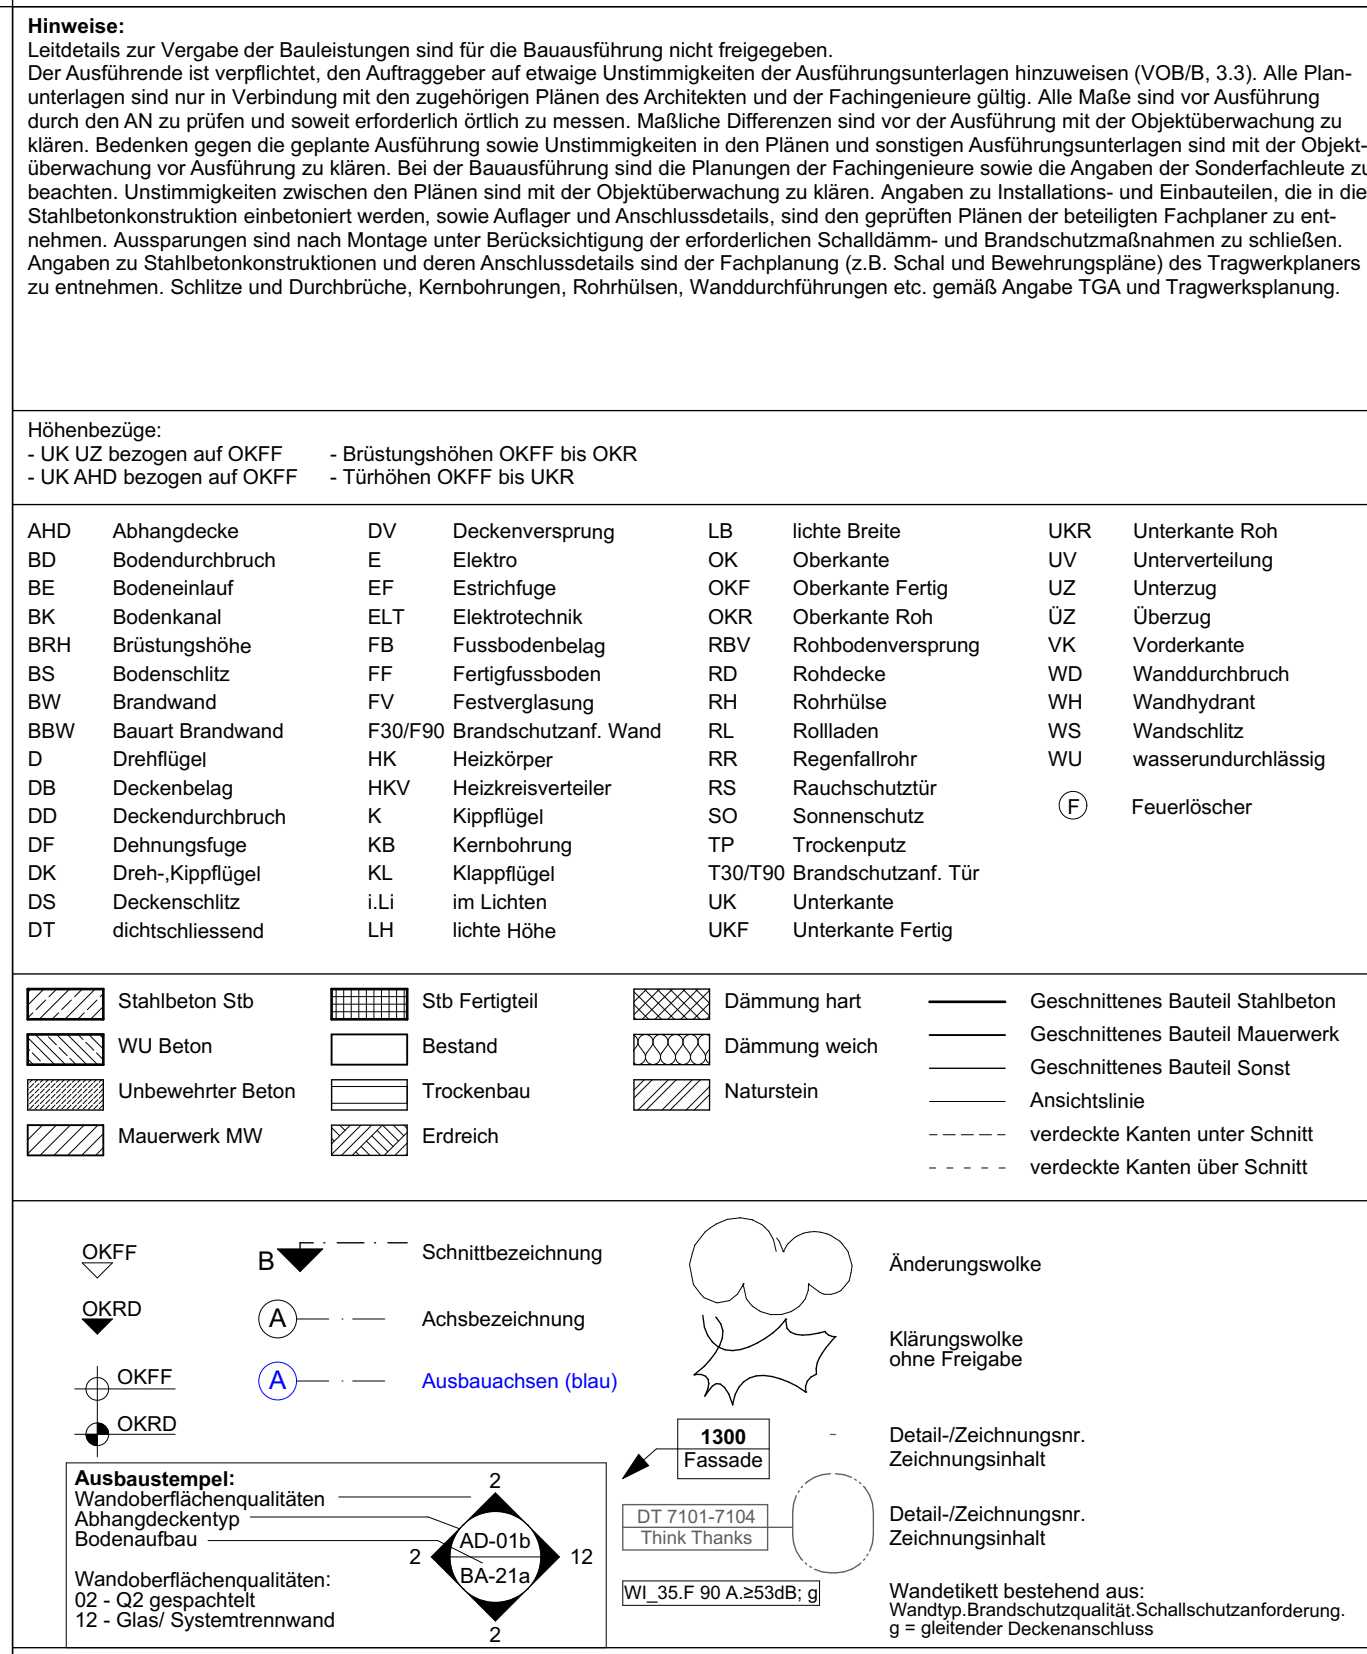 Hinweise:
Leitdetails zur Vergabe der Bauleistungen sind für die Bauausführung nicht freigegeben.
Der Ausführende ist verpflichtet, den Auftraggeber auf etwaige Unstimmigkeiten der Ausführungsunterlagen hinzuweisen (VOB/B, 3.3). Alle Plan-
unterlagen sind nur in Verbindung mit den zugehörigen Plänen des Architekten und der Fachingenieure gültig. Alle Maße sind vor Ausführung
durch den AN zu prüfen und soweit erforderlich örtlich zu messen. Maßliche Differenzen sind vor der Ausführung mit der Objektüberwachung zu
klären. Bedenken gegen die geplante Ausführung sowie Unstimmigkeiten in den Plänen und sonstigen Ausführungsunterlagen sind mit der Objekt-
überwachung vor Ausführung zu klären. Bei der Bauausführung sind die Planungen der Fachingenieure sowie die Angaben der Sonderfachleute zu
beachten. Unstimmigkeiten zwischen den Plänen sind mit der Objektüberwachung zu klären. Angaben zu Installations- und Einbauteilen, die in die
Stahlbetonkonstruktion einbetoniert werden, sowie Auflager und Anschlussdetails, sind den geprüften Plänen der beteiligten Fachplaner zu ent-
nehmen. Aussparungen sind nach Montage unter Berücksichtigung der erforderlichen Schalldämm- und Brandschutzmaßnahmen zu schließen.
Angaben zu Stahlbetonkonstruktionen und deren Anschlussdetails sind der Fachplanung (z.B. Schal und Bewehrungspläne) des Tragwerkplaners
zu entnehmen. Schlitze und Durchbrüche, Kernbohrungen, Rohrhülsen, Wanddurchführungen etc. gemäß Angabe TGA und Tragwerksplanung.
Höhenbezüge:
- UK UZ bezogen auf OKFF - Brüstungshöhen OKFF bis OKR
- UK AHD bezogen auf OKFF - Türhöhen OKFF bis UKR
AHD Abhangdecke DV Deckenversprung LB lichte Breite UKR Unterkante Roh
BD Bodendurchbruch E Elektro OK Oberkante UV Unterverteilung
BE Bodeneinlauf EF Estrichfuge OKF Oberkante Fertig UZ Unterzug
BK Bodenkanal ELT Elektrotechnik OKR Oberkante Roh ÜZ Überzug
BRH Brüstungshöhe FB Fussbodenbelag RBV Rohbodenversprung VK Vorderkante
BS Bodenschlitz FF Fertigfussboden RD Rohdecke WD Wanddurchbruch
BW Brandwand FV Festverglasung RH Rohrhülse WH Wandhydrant
BBW Bauart Brandwand F30/F90 Brandschutzanf. Wand RL Rollladen WS Wandschlitz
D Drehflügel HK Heizkörper RR Regenfallrohr WU wasserundurchlässig
DB Deckenbelag HKV Heizkreisverteiler RS Rauchschutztür
DD Deckendurchbruch K Kippflügel SO Sonnenschutz F Feuerlöscher
DF Dehnungsfuge KB Kernbohrung TP Trockenputz
DK Dreh-,Kippflügel KL Klappflügel T30/T90 Brandschutzanf. Tür
DS Deckenschlitz i.Li im Lichten UK Unterkante
DT dichtschliessend LH lichte Höhe UKF Unterkante Fertig
Stahlbeton Stb Stb Fertigteil Dämmung hart Geschnittenes Bauteil Stahlbeton
Geschnittenes Bauteil Mauerwerk
WU Beton Bestand Dämmung weich
Geschnittenes Bauteil Sonst
Unbewehrter Beton Trockenbau Naturstein
Ansichtslinie
Mauerwerk MW Erdreich verdeckte Kanten unter Schnitt
verdeckte Kanten über Schnitt
OKFF B Schnittbezeichnung Änderungswolke
OKRD A Achsbezeichnung
Klärungswolke
ohne Freigabe
OKFF A Ausbauachsen (blau)
OKRD
1300 Detail-/Zeichnungsnr.
Fassade Zeichnungsinhalt
Ausbaustempel:
Wandoberflächenqualitäten 2
Abhangdeckentyp
Bodenaufbau
AD-01b
2 12
BA-21a
2
Wandoberflächenqualitäten:
02 - Q2 gespachtelt
12 - Glas/ Systemtrennwand
DT 7101-7104 Detail-/Zeichnungsnr.
Think Thanks Zeichnungsinhalt
WI_35.F 90 A.≥53dB; g Wandetikett bestehend aus:
Wandtyp.Brandschutzqualität.Schallschutzanforderung.
g = gleitender Deckenanschluss